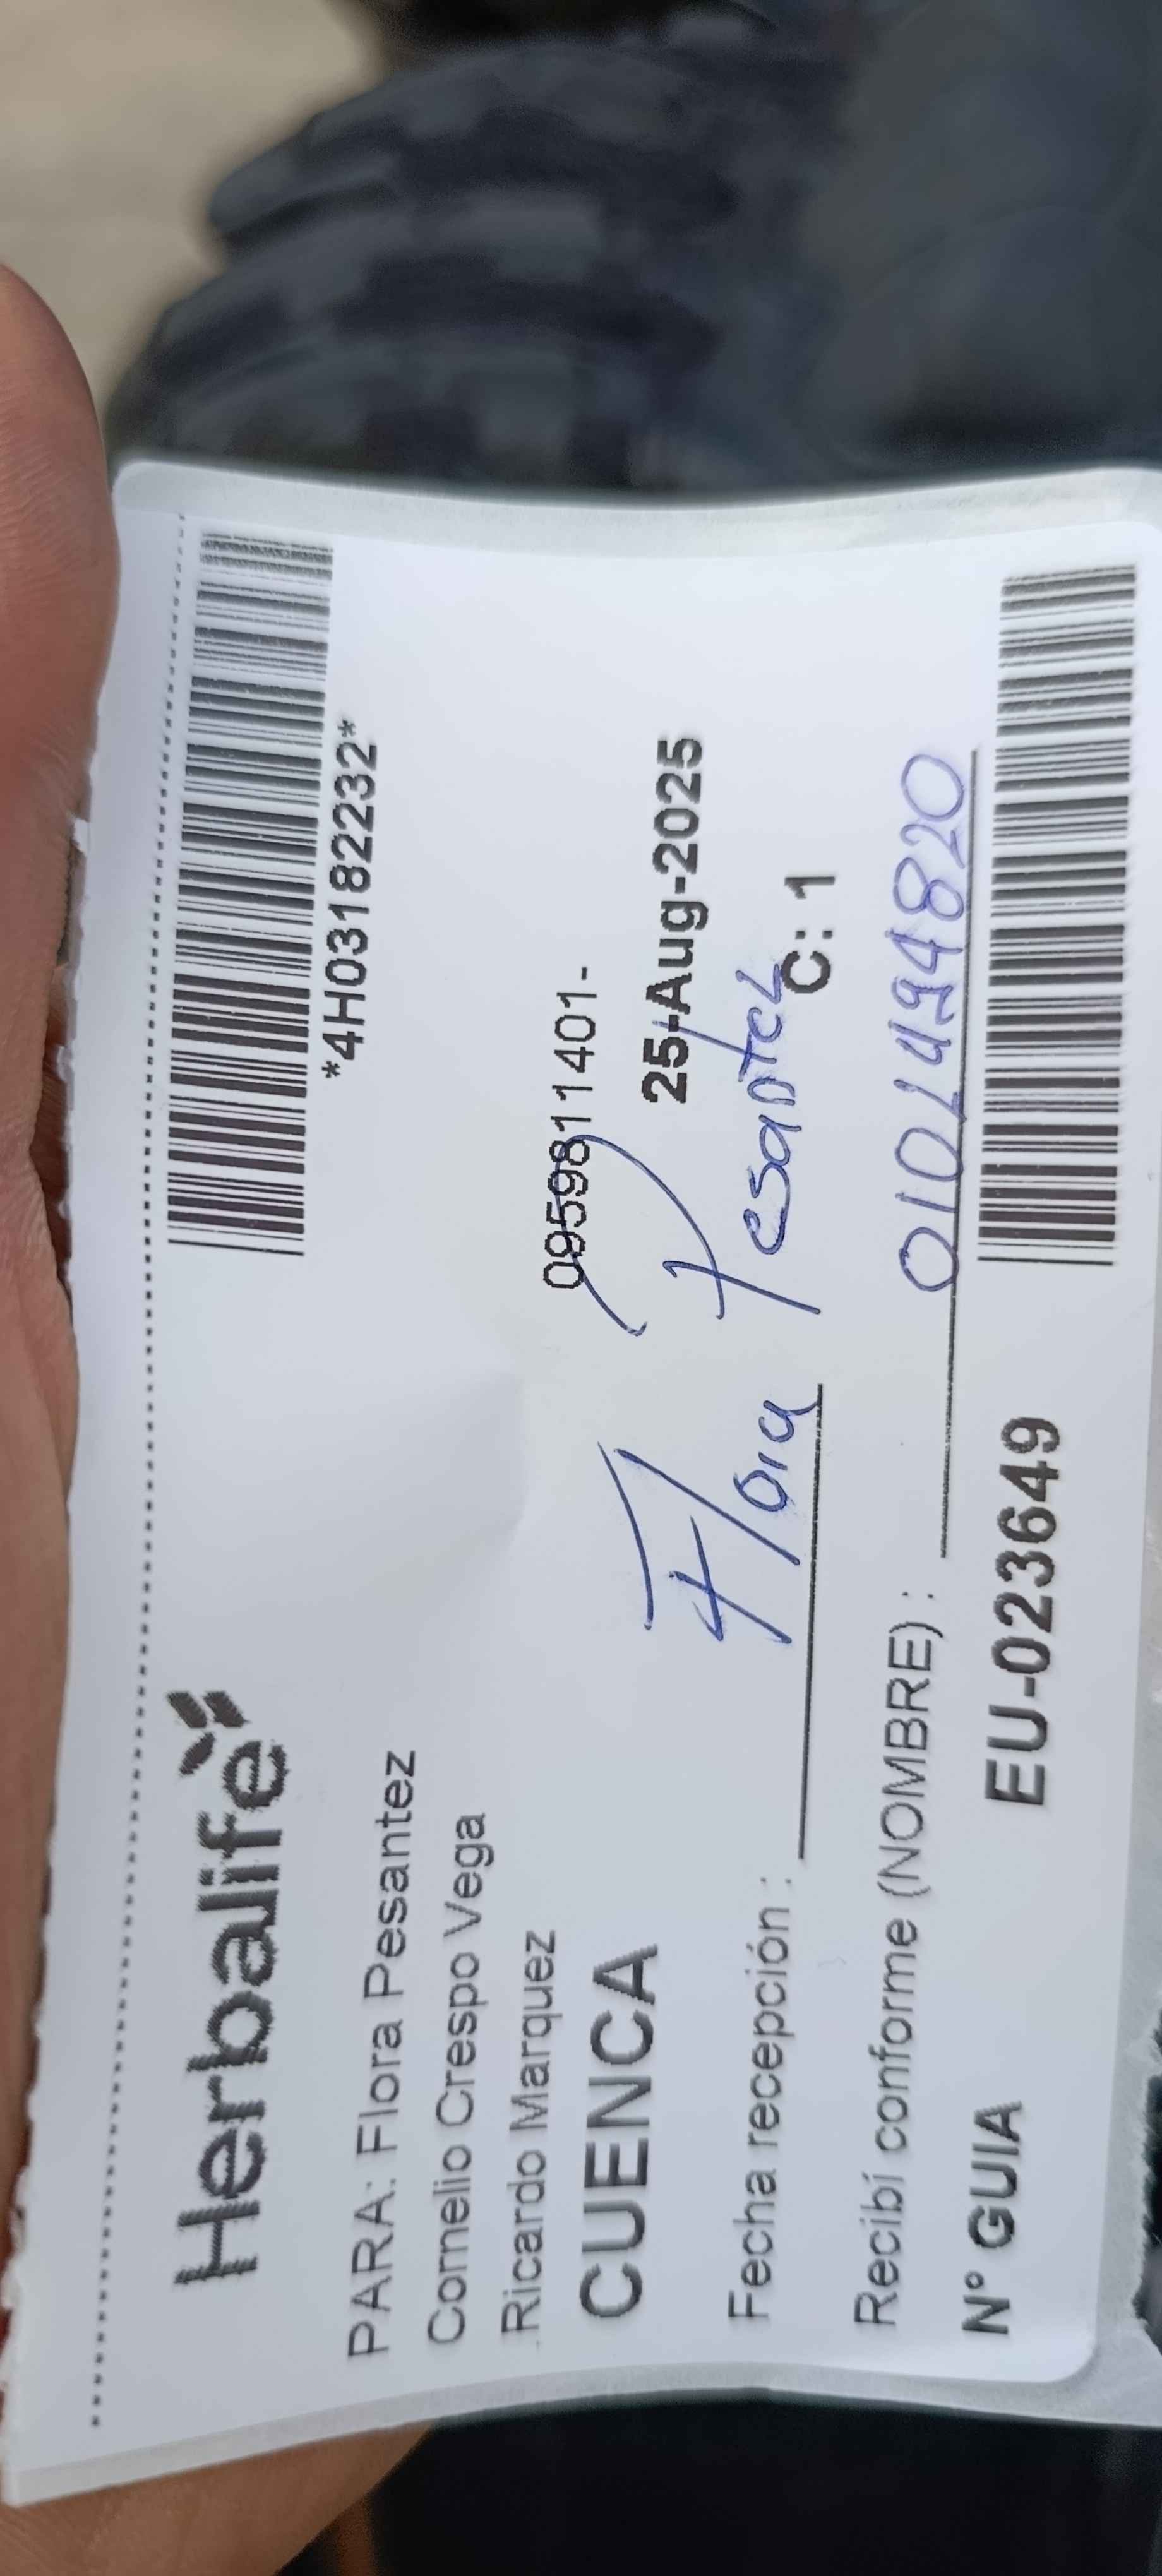 Herbalife
*4H03182232*
PARA: Flora Pesantez
Cornelio Crespo Vega
Ricardo Marquez
0959811401-
CUENCA
25-Aug-2025
Flora Pesantez
Fecha recepción :
C: 1
0101494820
Recibí conforme (NOMBRE) :
N° GUIA EU-023649